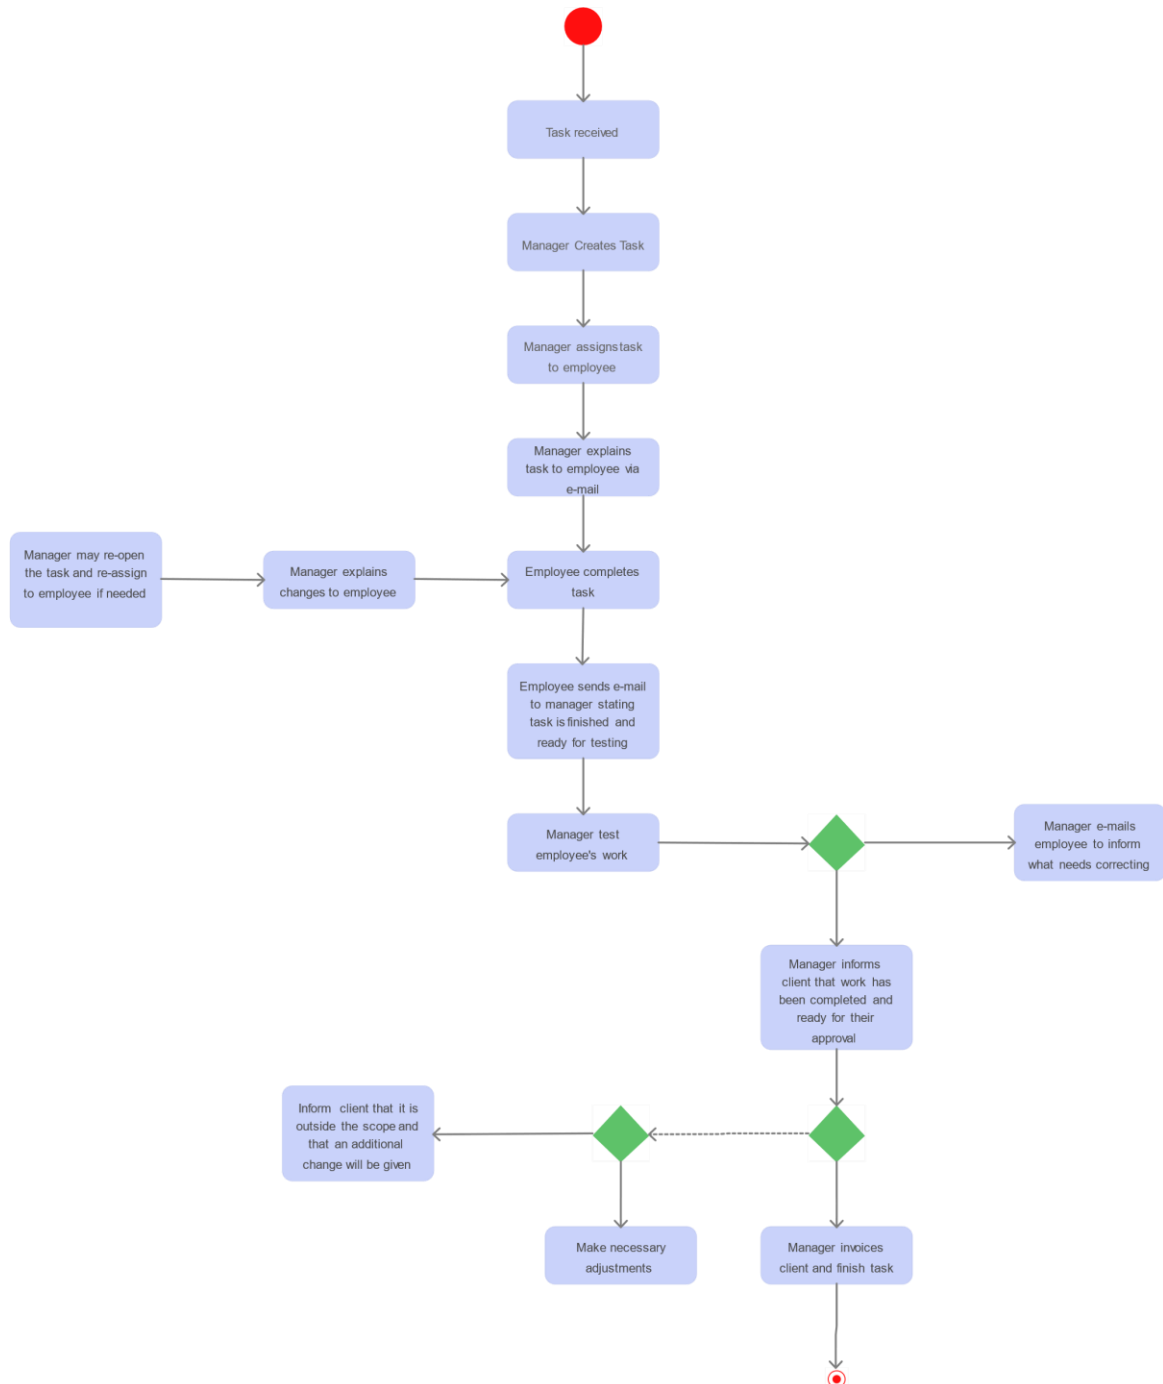 Task received
Manager Creates Task
Manager assigns task
to employee
Manager explains
task to employee via
e-mail
Manager may re-open
the task and re-assign
to employee if needed
Manager explains
changes to employee
Employee completes
task
Employee sends e-mail
to manager stating
task is finished and
ready for testing
Manager test
employee's work
Manager e-mails
employee to inform
what needs correcting
Manager informs
client that work has
been completed and
ready for their
approval
Inform client that it is
outside the scope and
that an additional
change will be given
Make necessary
adjustments
Manager invoices
client and finish task